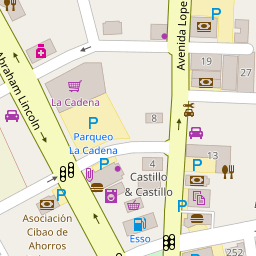 Avenida Lope
19
27
La Cadena
Abraham Lincoln
8
Parqueo
La Cadena
13
4
Castillo
& Castillo
Asociación
Cibao de
Ahorros
Esso
252